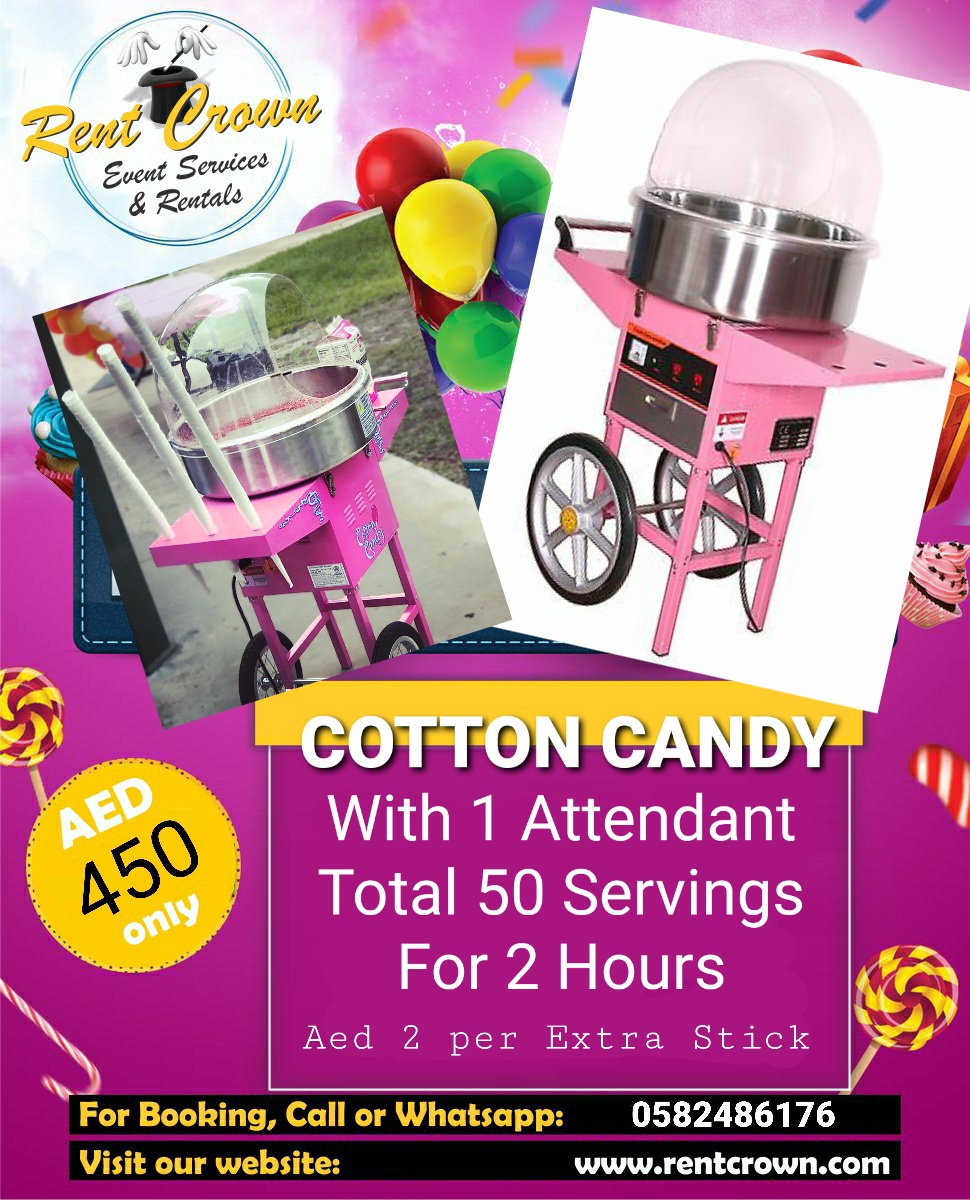 Rent Crown
Event Services
& Rentals
COTTON CANDY
With 1 Attendant
Total 50 Servings
For 2 Hours
Aed 2 per Extra Stick
AED
450
only
For Booking, Call or Whatsapp: 0582486176
Visit our website: www.rentcrown.com